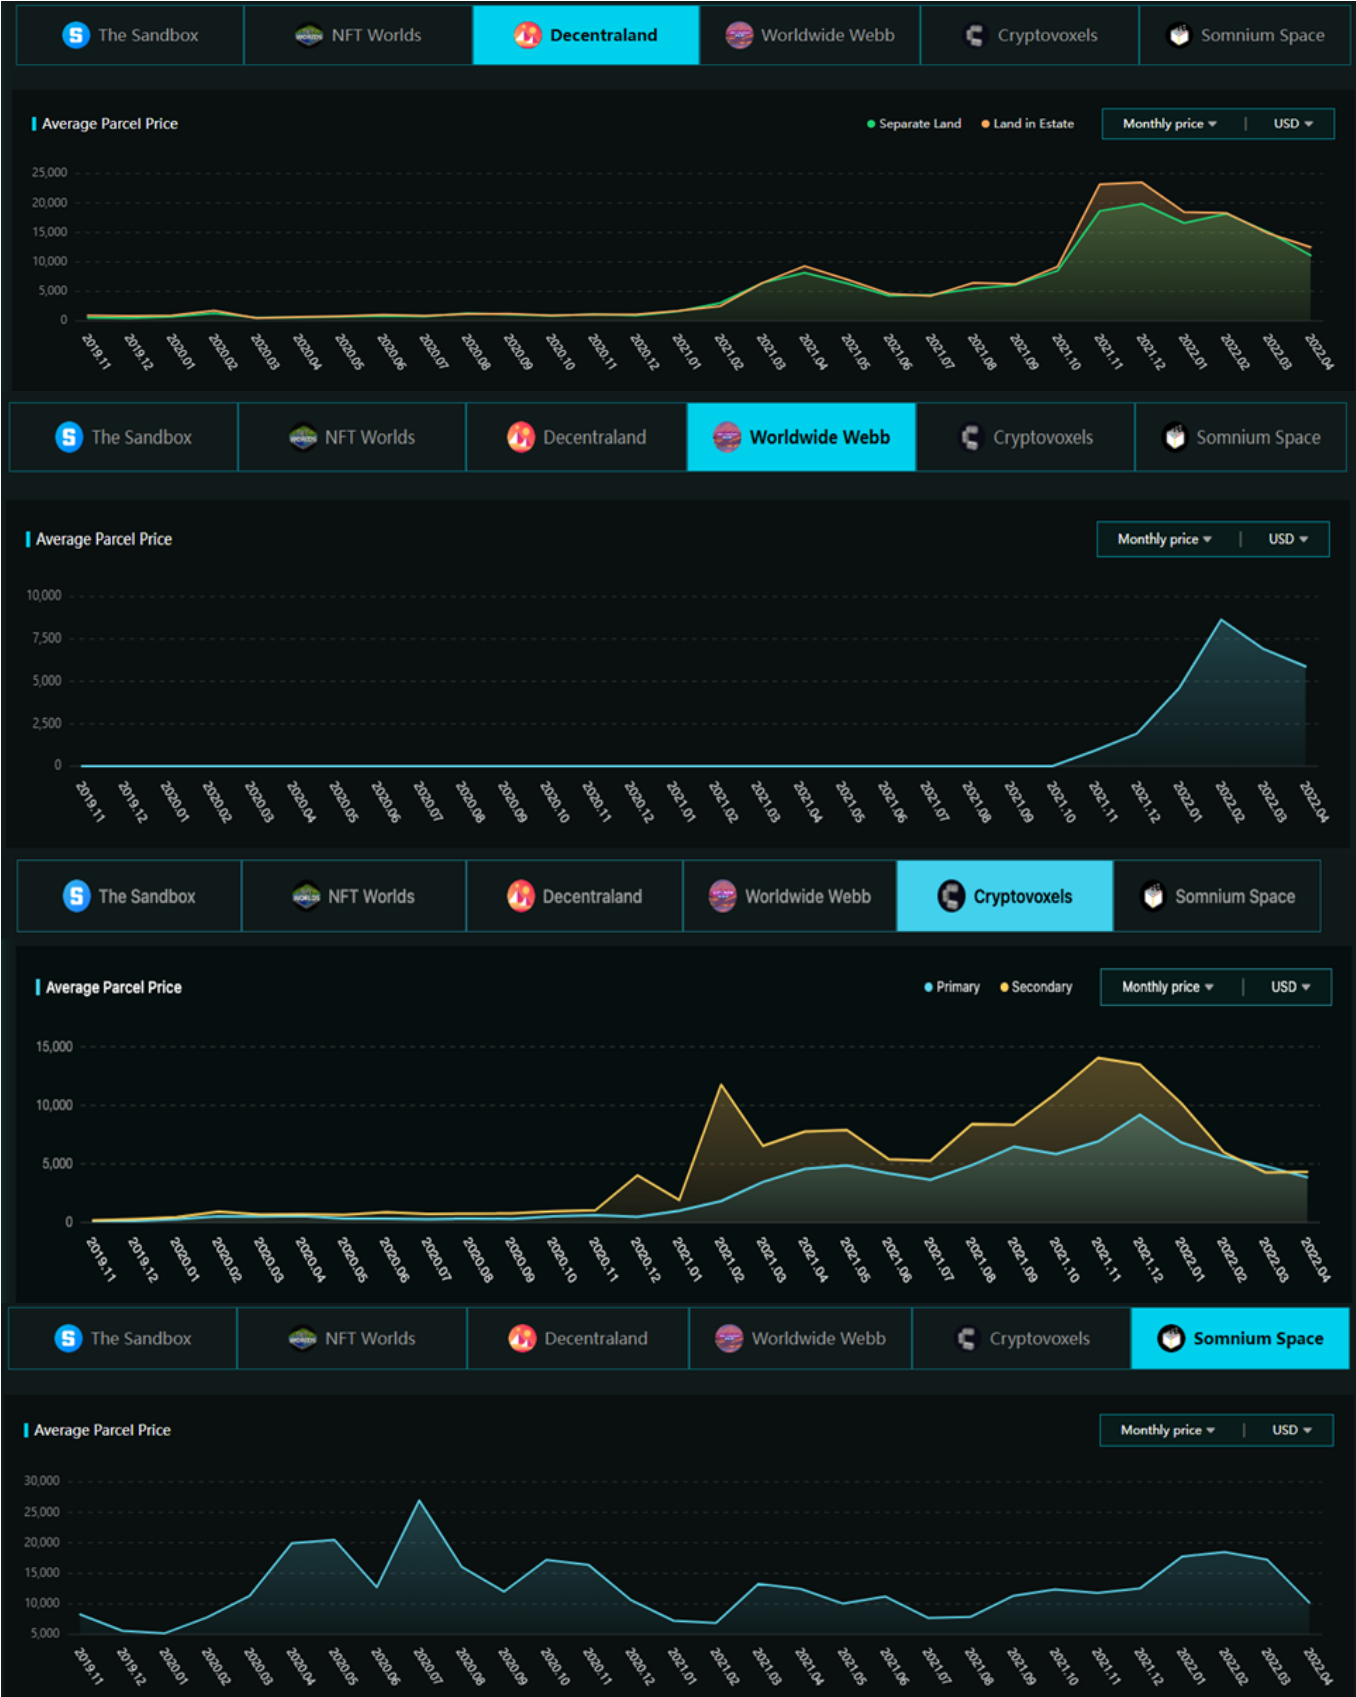 The Sandbox NFT Worlds Decentraland Worldwide Webb Cryptovoxels Somnium Space
Average Parcel Price Separate Land Land in Estate Monthly price | USD
25,000
20,000
15,000
10,000
5,000
0
2019.11 2019.12 2020.01 2020.02 2020.03 2020.04 2020.05 2020.06 2020.07 2020.08 2020.09 2020.10 2020.11 2020.12 2021.01 2021.02 2021.03 2021.04 2021.05 2021.06 2021.07 2021.08 2021.09 2021.10 2021.11 2021.12 2022.01 2022.02 2022.03 2022.04
The Sandbox NFT Worlds Decentraland Worldwide Webb Cryptovoxels Somnium Space
Average Parcel Price Monthly price | USD
10,000
7,500
5,000
2,500
0
2019.11 2019.12 2020.01 2020.02 2020.03 2020.04 2020.05 2020.06 2020.07 2020.08 2020.09 2020.10 2020.11 2020.12 2021.01 2021.02 2021.03 2021.04 2021.05 2021.06 2021.07 2021.08 2021.09 2021.10 2021.11 2021.12 2022.01 2022.02 2022.03 2022.04
The Sandbox NFT Worlds Decentraland Worldwide Webb Cryptovoxels Somnium Space
Average Parcel Price Primary Secondary Monthly price | USD
15,000
10,000
5,000
0
2019.11 2019.12 2020.01 2020.02 2020.03 2020.04 2020.05 2020.06 2020.07 2020.08 2020.09 2020.10 2020.11 2020.12 2021.01 2021.02 2021.03 2021.04 2021.05 2021.06 2021.07 2021.08 2021.09 2021.10 2021.11 2021.12 2022.01 2022.02 2022.03 2022.04
The Sandbox NFT Worlds Decentraland Worldwide Webb Cryptovoxels Somnium Space
Average Parcel Price Monthly price | USD
30,000
25,000
20,000
15,000
10,000
5,000
2019.11 2019.12 2020.01 2020.02 2020.03 2020.04 2020.05 2020.06 2020.07 2020.08 2020.09 2020.10 2020.11 2020.12 2021.01 2021.02 2021.03 2021.04 2021.05 2021.06 2021.07 2021.08 2021.09 2021.10 2021.11 2021.12 2022.01 2022.02 2022.03 2022.04